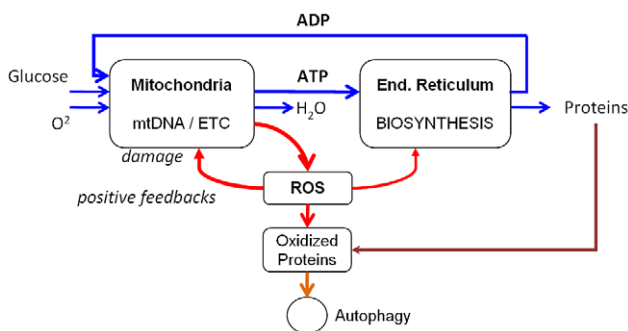 ADP
Glucose
Mitochondria
ATP
End. Reticulum
O²
mtDNA / ETC
H₂O
BIOSYNTHESIS
Proteins
damage
positive feedbacks
ROS
Oxidized
Proteins
Autophagy